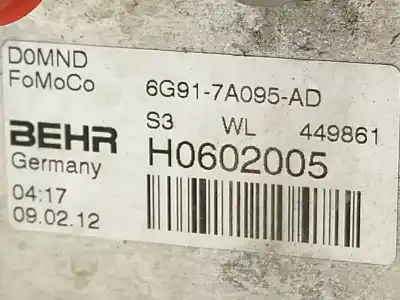 D0MND
FoMoCo 6G91-7A095-AD
S3 WL 449861
BEHR H0602005
Germany
04:17
09.02.12